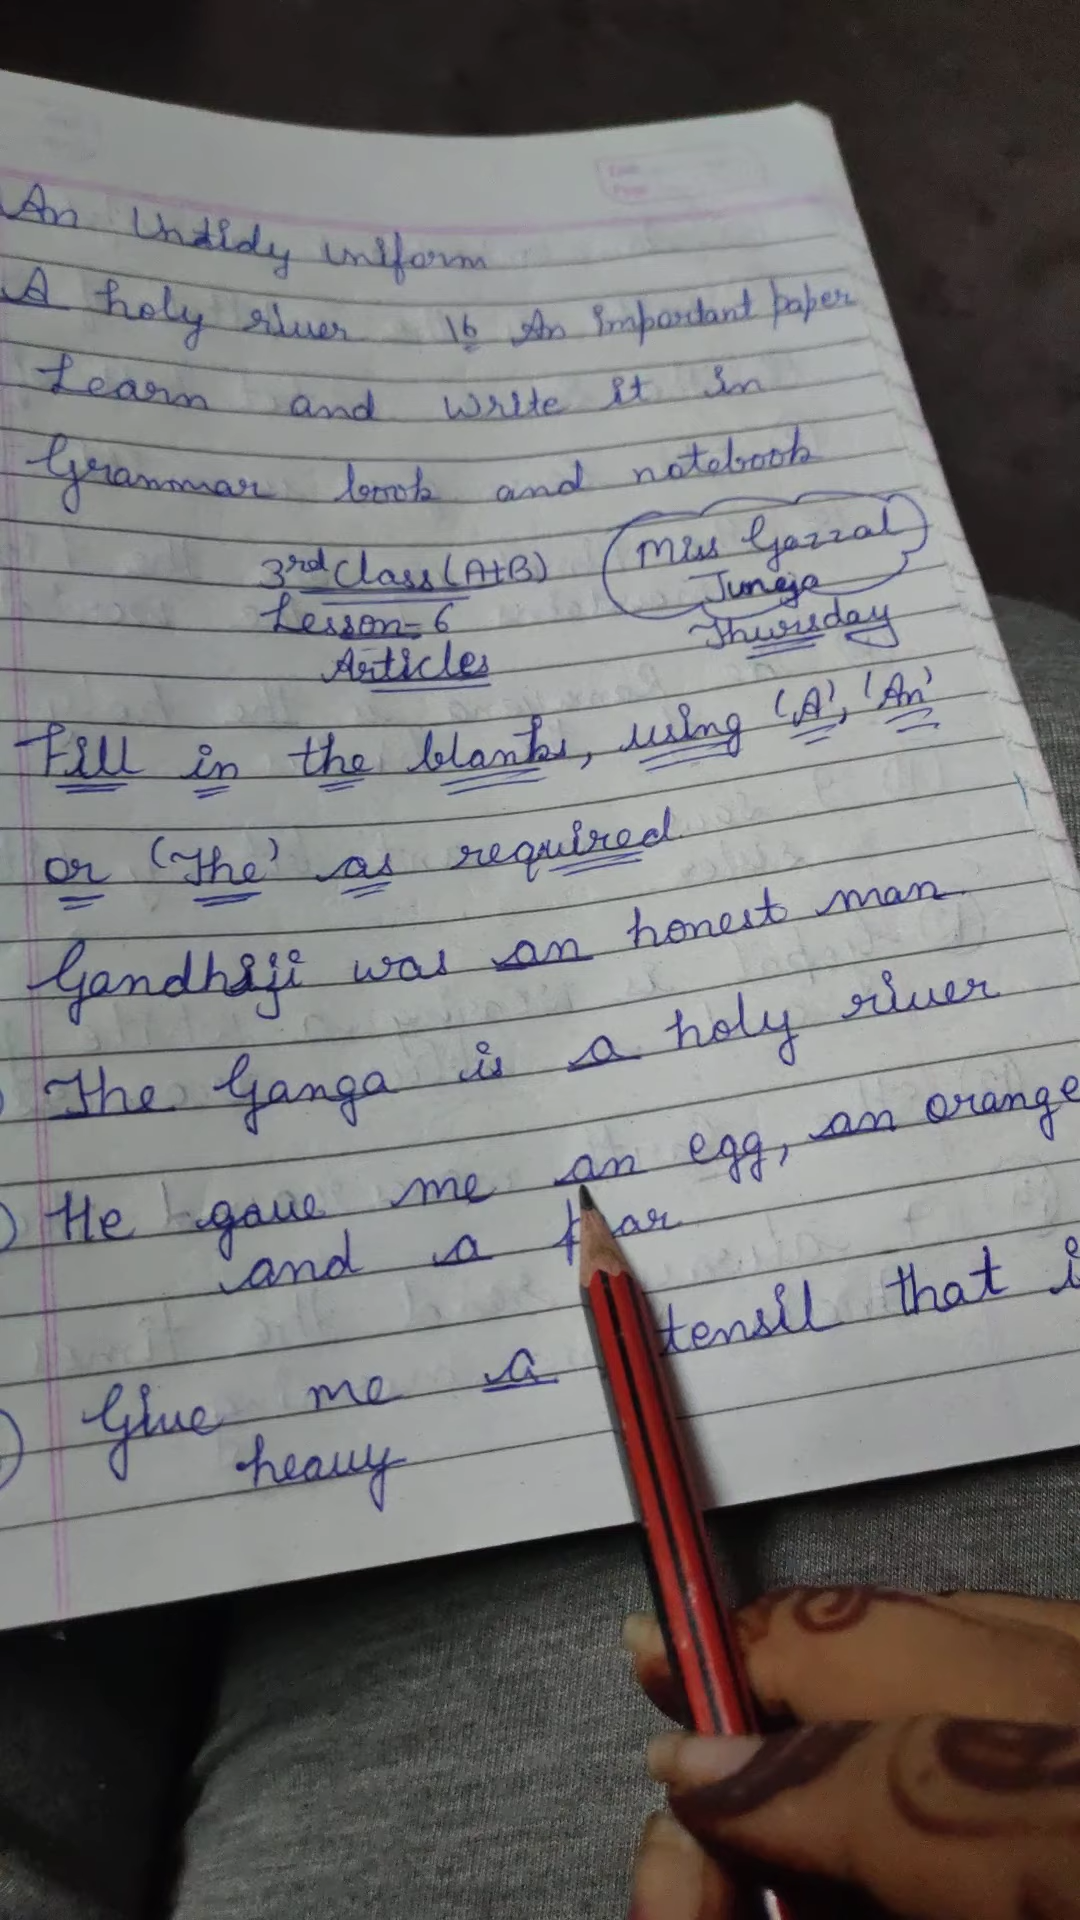 An Untidy uniform
A holy river 16 An Important paper
Learn and write it in
Grammar book and notebook
3rd Class (A+B)
Miss Gazzal
Juneja
Lesson-6
Thursday
Articles
Fill in the blanks, using 'A', 'An'
or 'The' as required
Gandhiji was an honest man
The Ganga is a holy river
He gave me an egg, an orange
and a
Give me a tensil that i
heavy